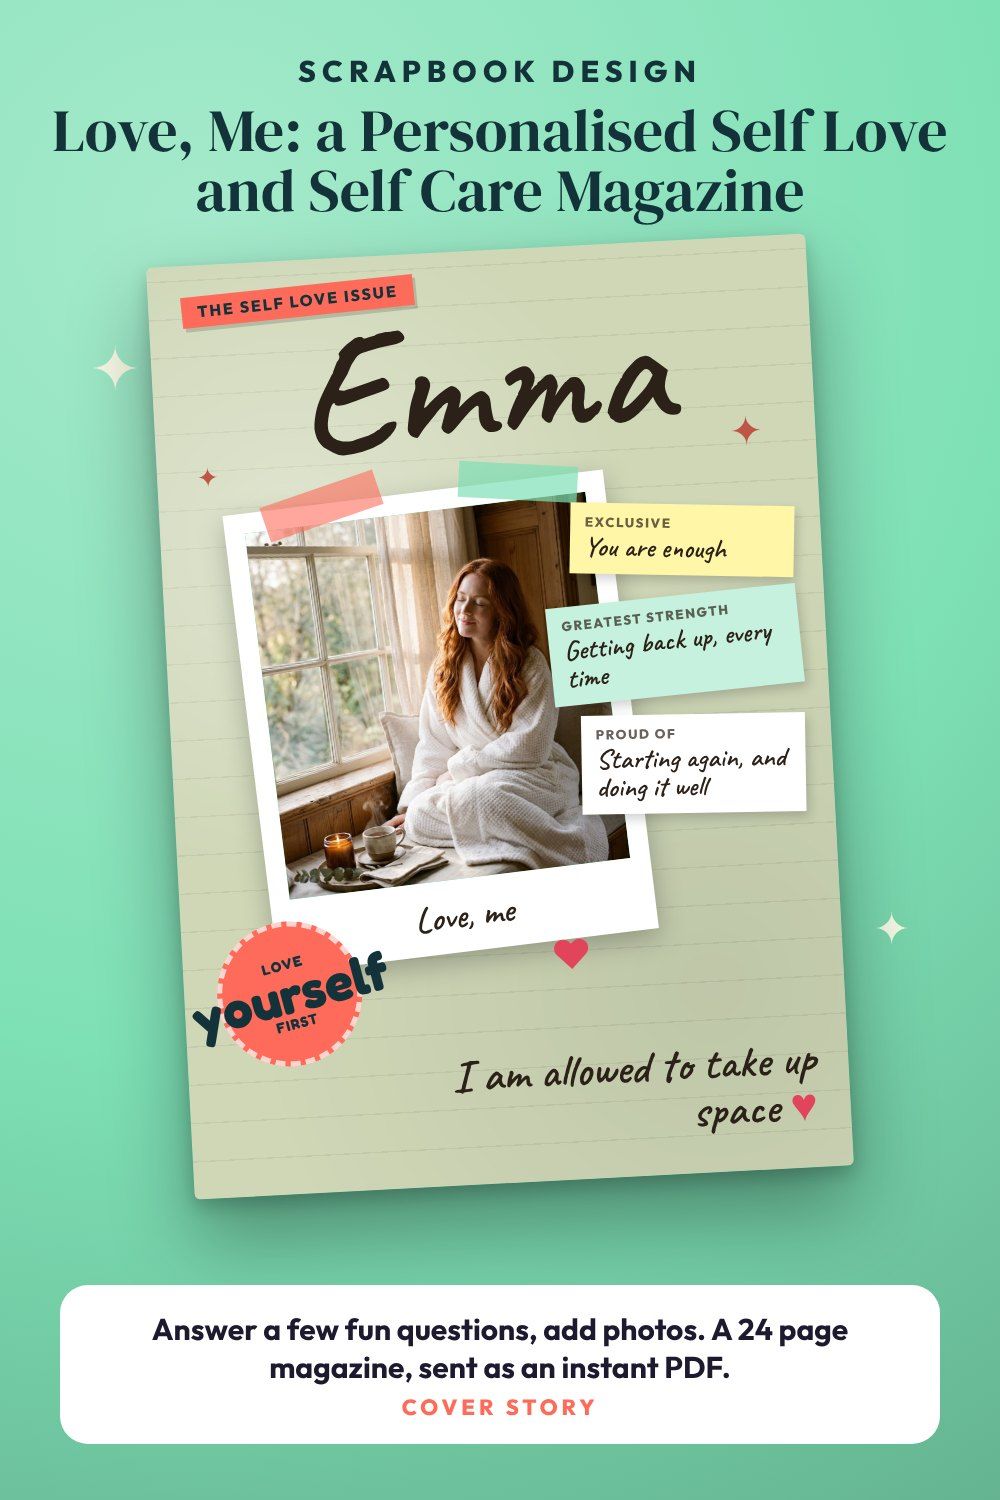 SCRAPBOOK DESIGN
Love, Me: a Personalised Self Love
and Self Care Magazine
THE SELF LOVE ISSUE
Emma
EXCLUSIVE
You are enough
GREATEST STRENGTH
Getting back up, every
time
PROUD OF
Starting again, and
doing it well
Love, me
LOVE
yourself
FIRST
I am allowed to take up
space ♥
Answer a few fun questions, add photos. A 24 page
magazine, sent as an instant PDF.
COVER STORY